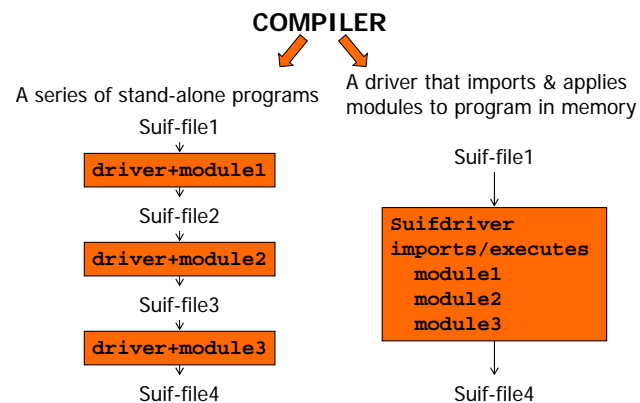 COMPILER
A series of stand-alone programs
Suif-file1
driver+module1
Suif-file2
driver+module2
Suif-file3
driver+module3
Suif-file4
A driver that imports & applies
modules to program in memory
Suif-file1
Suifdriver
imports/executes
module1
module2
module3
Suif-file4